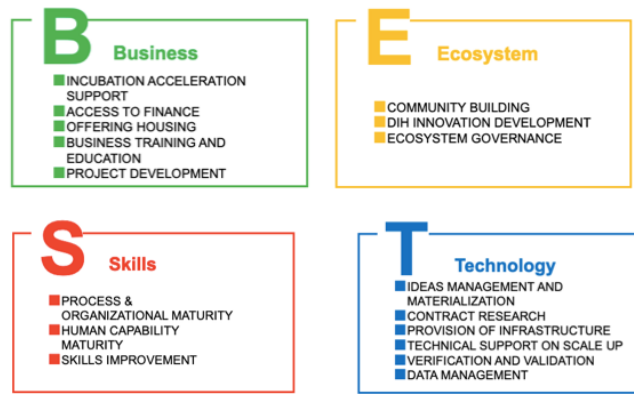 B Business
INCUBATION ACCELERATION
SUPPORT
ACCESS TO FINANCE
OFFERING HOUSING
BUSINESS TRAINING AND
EDUCATION
PROJECT DEVELOPMENT
E Ecosystem
COMMUNITY BUILDING
DIH INNOVATION DEVELOPMENT
ECOSYSTEM GOVERNANCE
S Skills
PROCESS &
ORGANIZATIONAL MATURITY
HUMAN CAPABILITY
MATURITY
SKILLS IMPROVEMENT
T Technology
IDEAS MANAGEMENT AND
MATERIALIZATION
CONTRACT RESEARCH
PROVISION OF INFRASTRUCTURE
TECHNICAL SUPPORT ON SCALE UP
VERIFICATION AND VALIDATION
DATA MANAGEMENT